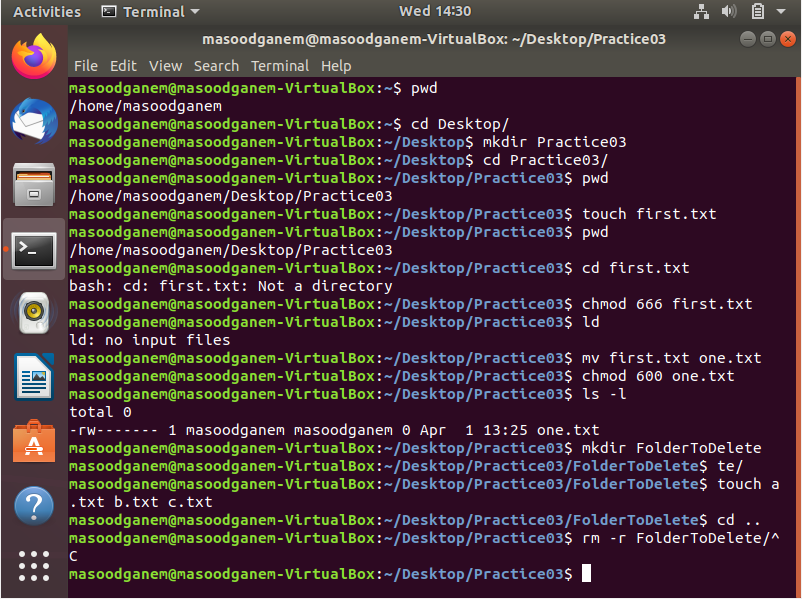 Activities Terminal Wed 14:30
masoodganem@masoodganem-VirtualBox: ~/Desktop/Practice03
File Edit View Search Terminal Help
masoodganem@masoodganem-VirtualBox:~$ pwd
/home/masoodganem
masoodganem@masoodganem-VirtualBox:~$ cd Desktop/
masoodganem@masoodganem-VirtualBox:~/Desktop$ mkdir Practice03
masoodganem@masoodganem-VirtualBox:~/Desktop$ cd Practice03/
masoodganem@masoodganem-VirtualBox:~/Desktop/Practice03$ pwd
/home/masoodganem/Desktop/Practice03
masoodganem@masoodganem-VirtualBox:~/Desktop/Practice03$ touch first.txt
masoodganem@masoodganem-VirtualBox:~/Desktop/Practice03$ pwd
/home/masoodganem/Desktop/Practice03
masoodganem@masoodganem-VirtualBox:~/Desktop/Practice03$ cd first.txt
bash: cd: first.txt: Not a directory
masoodganem@masoodganem-VirtualBox:~/Desktop/Practice03$ chmod 666 first.txt
masoodganem@masoodganem-VirtualBox:~/Desktop/Practice03$ ld
ld: no input files
masoodganem@masoodganem-VirtualBox:~/Desktop/Practice03$ mv first.txt one.txt
masoodganem@masoodganem-VirtualBox:~/Desktop/Practice03$ chmod 600 one.txt
masoodganem@masoodganem-VirtualBox:~/Desktop/Practice03$ ls -l
total 0
-rw------- 1 masoodganem masoodganem 0 Apr  1 13:25 one.txt
masoodganem@masoodganem-VirtualBox:~/Desktop/Practice03$ mkdir FolderToDelete
masoodganem@masoodganem-VirtualBox:~/Desktop/Practice03/FolderToDelete$ te/
masoodganem@masoodganem-VirtualBox:~/Desktop/Practice03/FolderToDelete$ touch a
.txt b.txt c.txt
masoodganem@masoodganem-VirtualBox:~/Desktop/Practice03/FolderToDelete$ cd ..
masoodganem@masoodganem-VirtualBox:~/Desktop/Practice03$ rm -r FolderToDelete/^
C
masoodganem@masoodganem-VirtualBox:~/Desktop/Practice03$